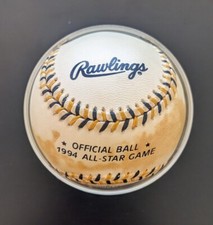 Rawlings
* OFFICIAL BALL *
1994 ALL-STAR GAME